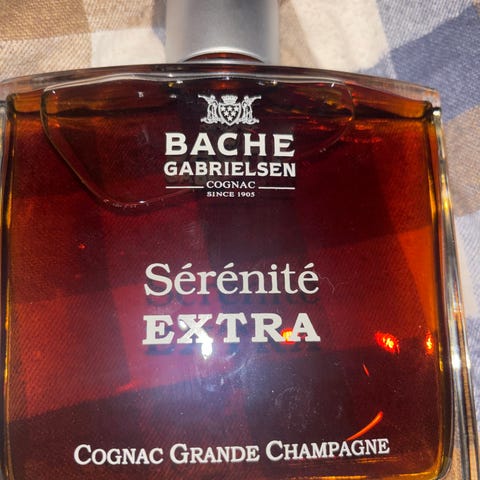 BACHE
GABRIELSEN
COGNAC
SINCE 1905
Sérénité
EXTRA
COGNAC GRANDE CHAMPAGNE